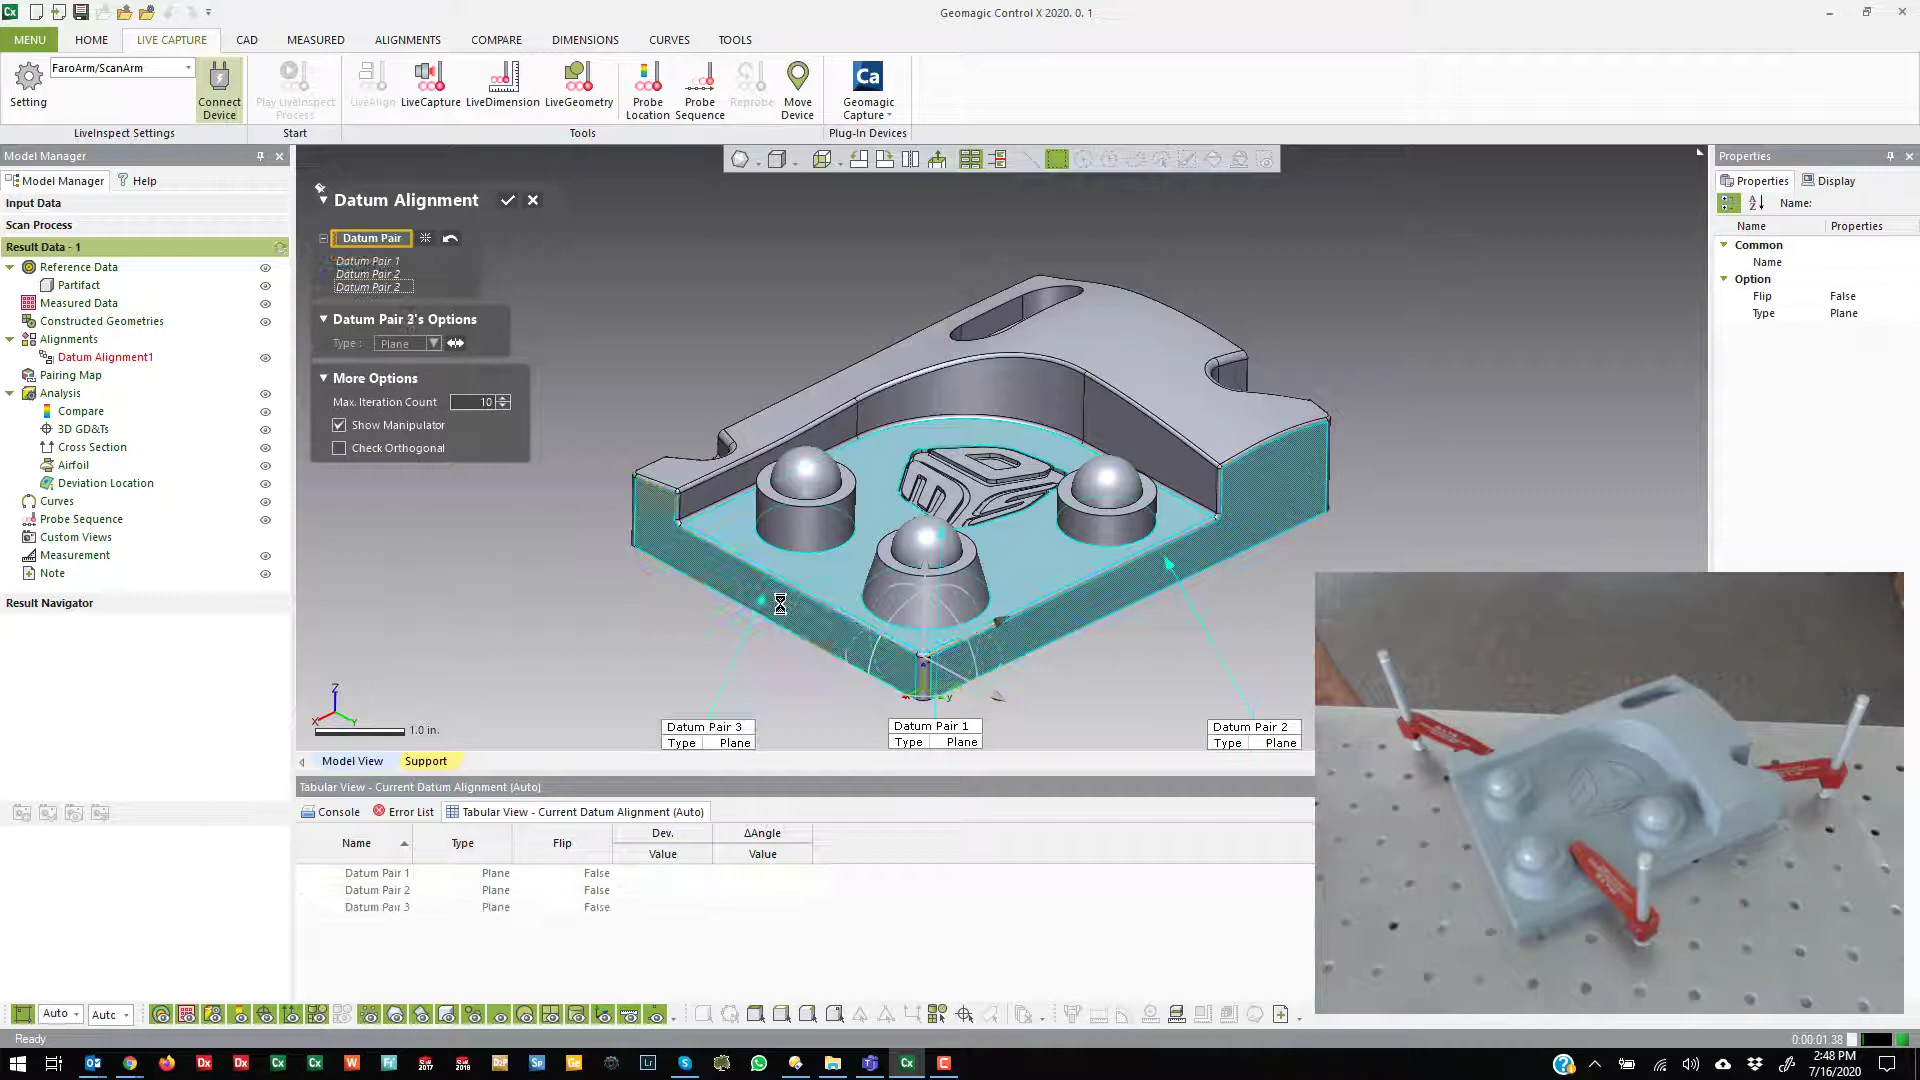 Geomagic Control X 2020. 0. 1
MENU HOME LIVE CAPTURE CAD MEASURED ALIGNMENTS COMPARE DIMENSIONS CURVES TOOLS
FaroArm/ScanArm
Setting Connect Device Play LiveInspect Process LiveAlign LiveCapture LiveDimension LiveGeometry Probe Location Probe Sequence Reprobe Move Device Ca Geomagic Capture
LiveInspect Settings Start Tools Plug-In Devices
Model Manager
Model Manager Help
Input Data
Scan Process
Result Data - 1
Reference Data
Partifact
Measured Data
Constructed Geometries
Alignments
Datum Alignment1
Pairing Map
Analysis
Compare
3D GD&Ts
Cross Section
Airfoil
Deviation Location
Curves
Probe Sequence
Custom Views
Measurement
Note
Result Navigator
Datum Alignment
Datum Pair
Datum Pair 1
Datum Pair 2
Datum Pair 3
Datum Pair 3's Options
Type : Plane
More Options
Max. Iteration Count 10
Show Manipulator
Check Orthogonal
Z
X Y
1.0 in.
Datum Pair 3
Type Plane
Datum Pair 1
Type Plane
Datum Pair 2
Type Plane
Properties
Properties Display
Name:
Name Properties
Common
Name
Option
Flip False
Type Plane
Model View Support
Tabular View - Current Datum Alignment (Auto)
Console Error List Tabular View - Current Datum Alignment (Auto)
Name Type Flip Dev. ΔAngle
Value Value
Datum Pair 1 Plane False
Datum Pair 2 Plane False
Datum Pair 3 Plane False
Auto Auto
Ready
0:00:01.38
2:48 PM
7/16/2020